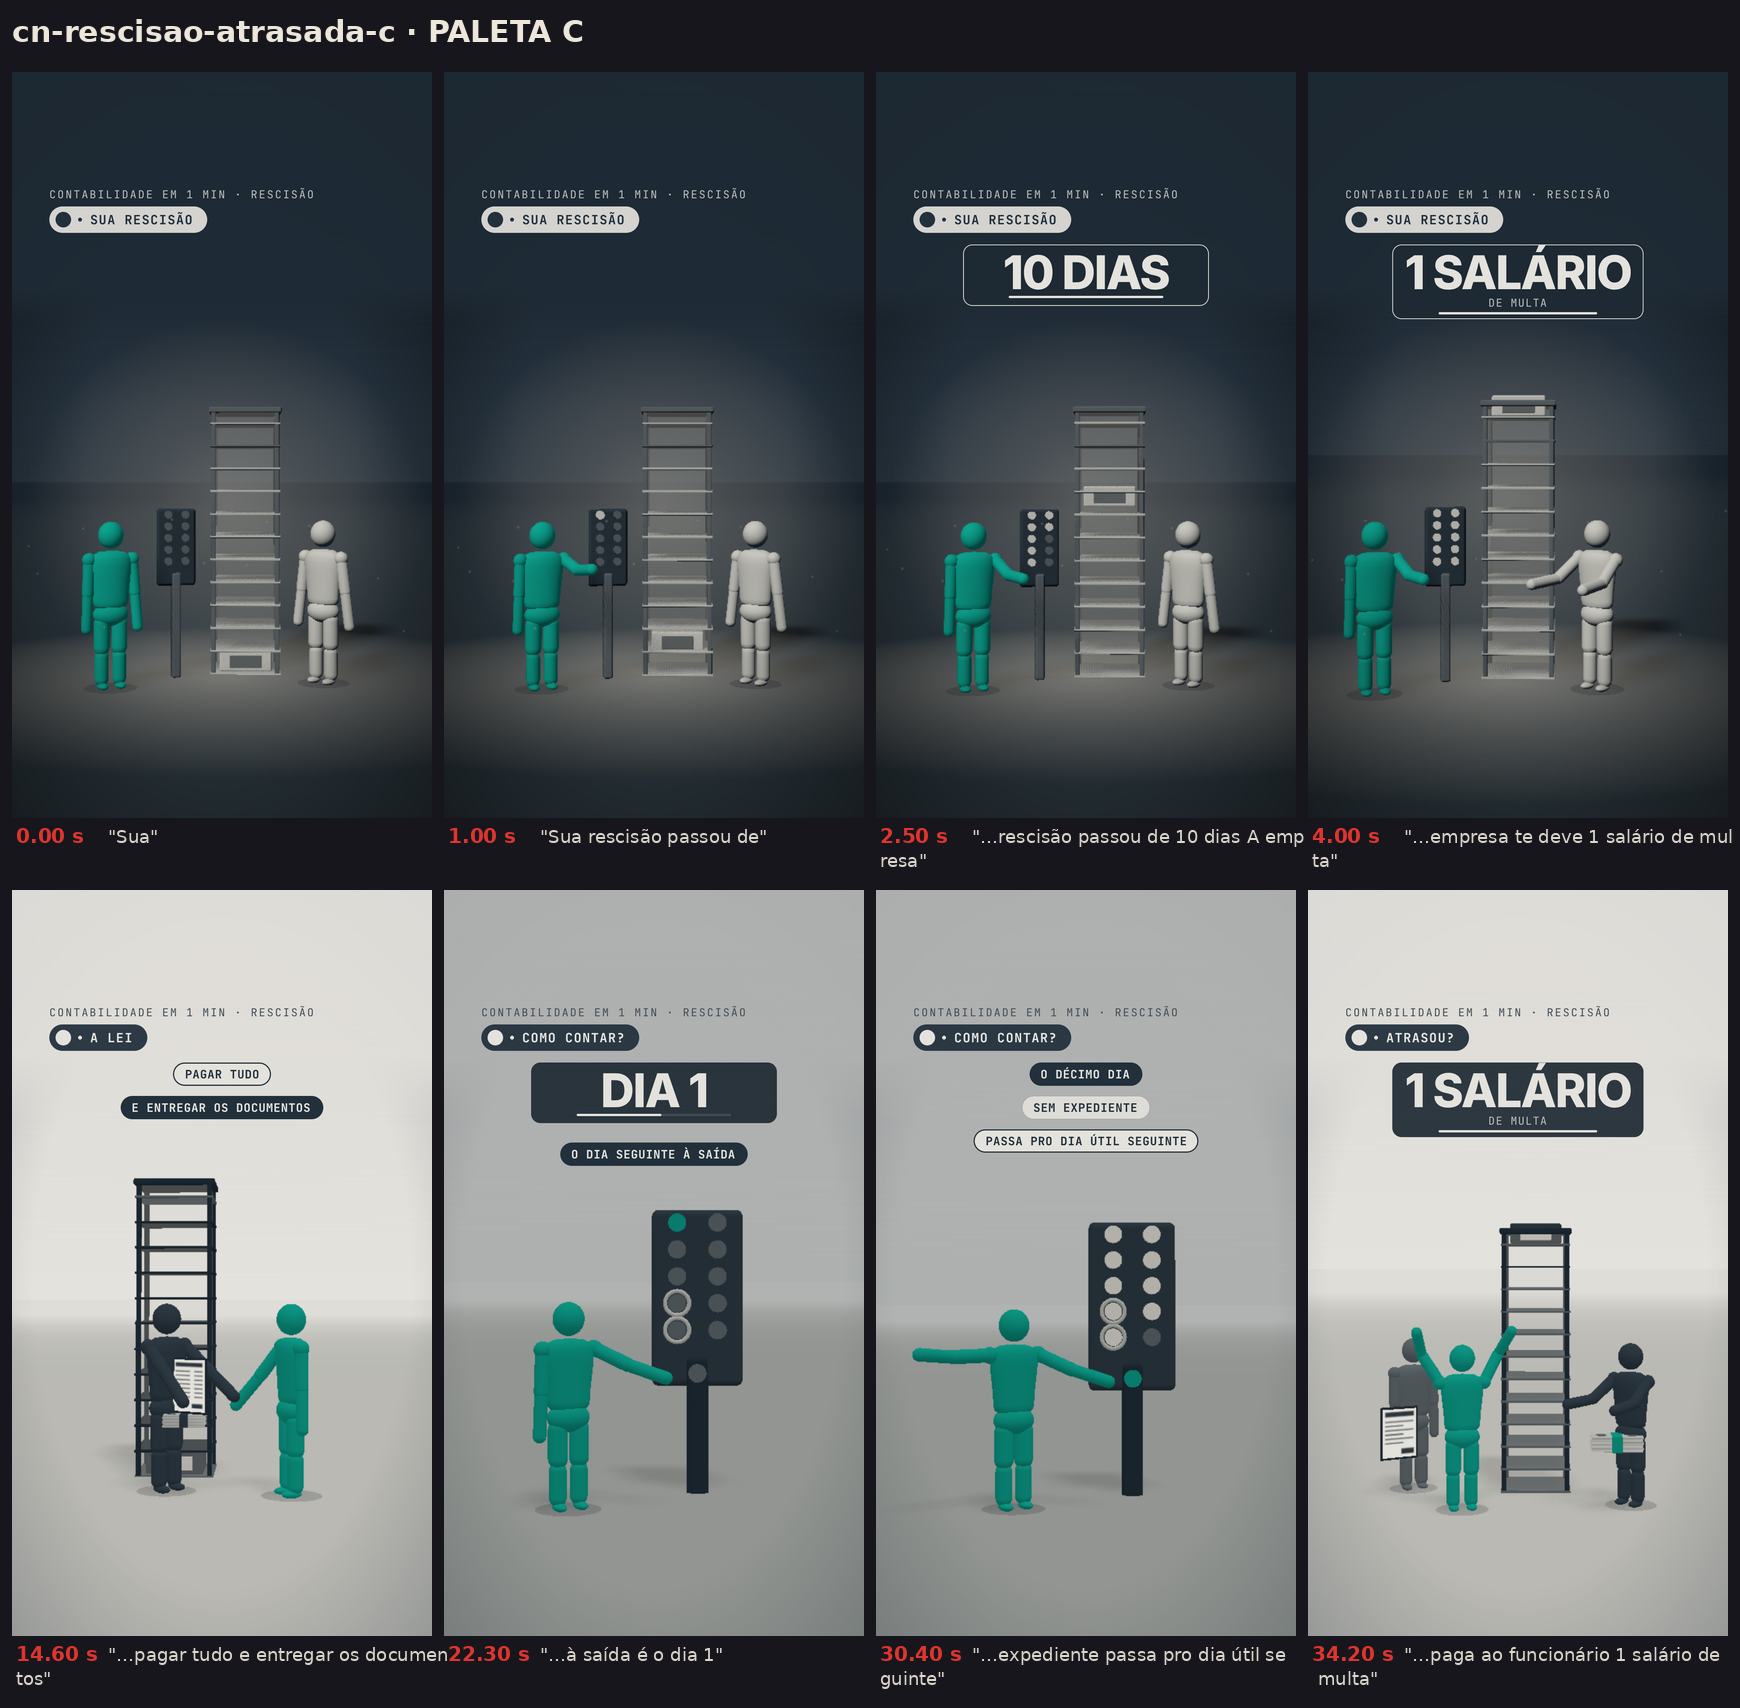 cn-rescisao-atrasada-c · PALETA C
CONTABILIDADE EM 1 MIN · RESCISÃO
• SUA RESCISÃO
0.00 s "Sua"
CONTABILIDADE EM 1 MIN · RESCISÃO
• SUA RESCISÃO
1.00 s "Sua rescisão passou de"
CONTABILIDADE EM 1 MIN · RESCISÃO
• SUA RESCISÃO
10 DIAS
2.50 s "...rescisão passou de 10 dias A emp
resa"
CONTABILIDADE EM 1 MIN · RESCISÃO
• SUA RESCISÃO
1 SALÁRIO
DE MULTA
4.00 s "...empresa te deve 1 salário de mul
ta"
CONTABILIDADE EM 1 MIN · RESCISÃO
• A LEI
PAGAR TUDO
E ENTREGAR OS DOCUMENTOS
14.60 s "...pagar tudo e entregar os documen
tos"
CONTABILIDADE EM 1 MIN · RESCISÃO
• COMO CONTAR?
DIA 1
O DIA SEGUINTE À SAÍDA
22.30 s "...à saída é o dia 1"
CONTABILIDADE EM 1 MIN · RESCISÃO
• COMO CONTAR?
O DÉCIMO DIA
SEM EXPEDIENTE
PASSA PRO DIA ÚTIL SEGUINTE
30.40 s "...expediente passa pro dia útil se
guinte"
CONTABILIDADE EM 1 MIN · RESCISÃO
• ATRASOU?
1 SALÁRIO
DE MULTA
34.20 s "...paga ao funcionário 1 salário de
multa"